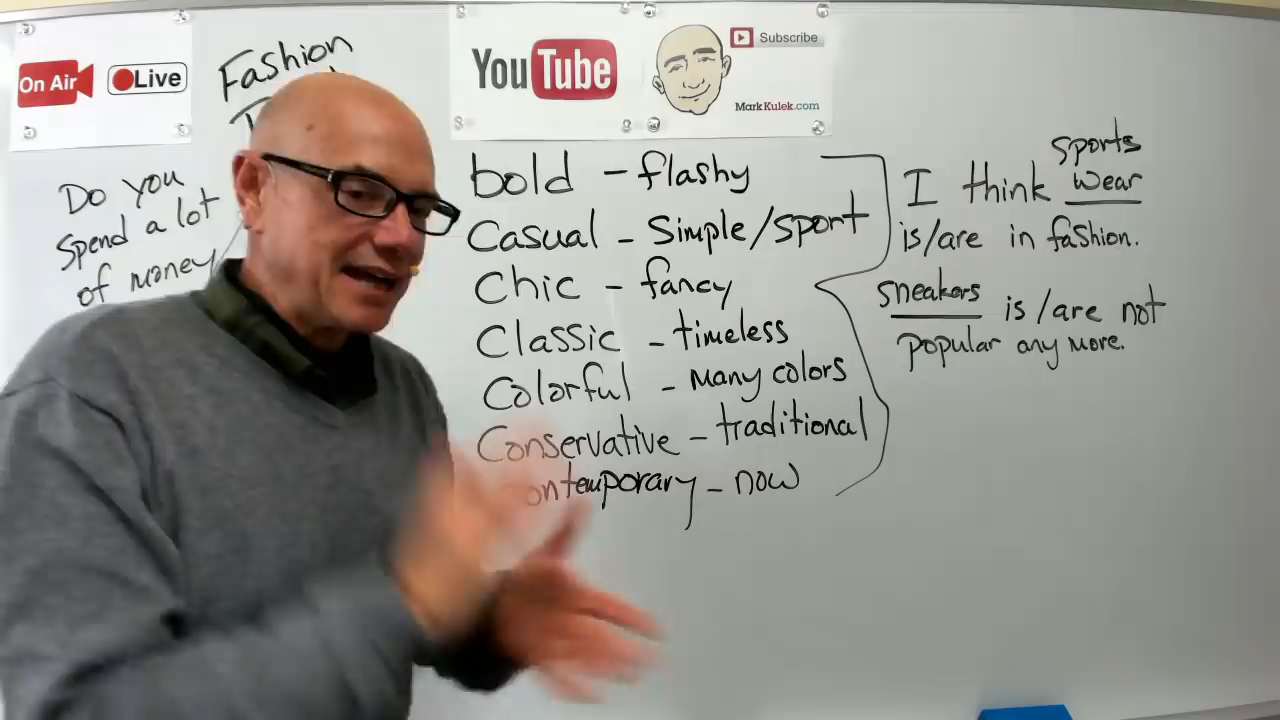 On Air
Live
Fashion
YouTube
Subscribe
MarkKulek.com
Do you
spend a lot
of money
bold - flashy
Casual - Simple/sport
Chic - fancy
Classic - timeless
Colorful - many colors
Conservative - traditional
ontemporary - now
I think sports wear
is/are in fashion.
sneakers is/are not
popular any more.